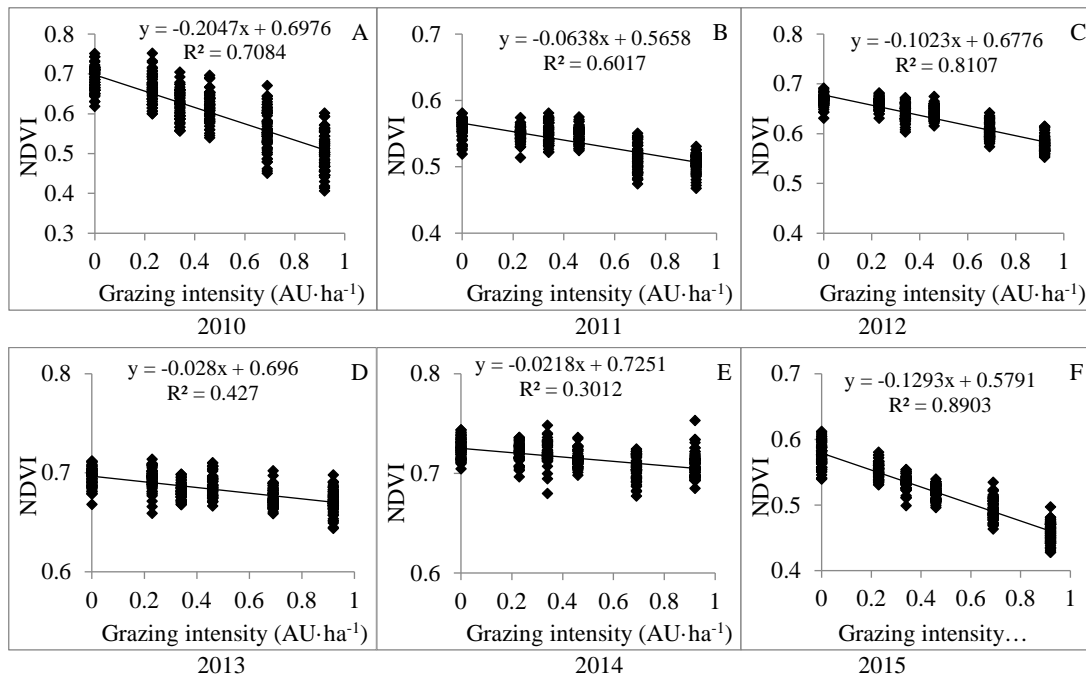 y = -0.2047x + 0.6976
R² = 0.7084
A
NDVI
0.8
0.7
0.6
0.5
0.4
0.3
0 0.2 0.4 0.6 0.8 1
Grazing intensity (AU·ha⁻¹)
2010
y = -0.0638x + 0.5658
R² = 0.6017
B
NDVI
0.7
0.6
0.5
0.4
0 0.2 0.4 0.6 0.8 1
Grazing intensity (AU·ha⁻¹)
2011
y = -0.1023x + 0.6776
R² = 0.8107
C
NDVI
0.8
0.7
0.6
0.5
0.4
0 0.2 0.4 0.6 0.8 1
Grazing intensity (AU·ha⁻¹)
2012
y = -0.028x + 0.696
R² = 0.427
D
NDVI
0.8
0.7
0.6
0 0.2 0.4 0.6 0.8 1
Grazing intensity (AU·ha⁻¹)
2013
y = -0.0218x + 0.7251
R² = 0.3012
E
NDVI
0.8
0.7
0.6
0 0.2 0.4 0.6 0.8 1
Grazing intensity (AU·ha⁻¹)
2014
y = -0.1293x + 0.5791
R² = 0.8903
F
NDVI
0.7
0.6
0.5
0.4
0 0.2 0.4 0.6 0.8 1
Grazing intensity…
2015